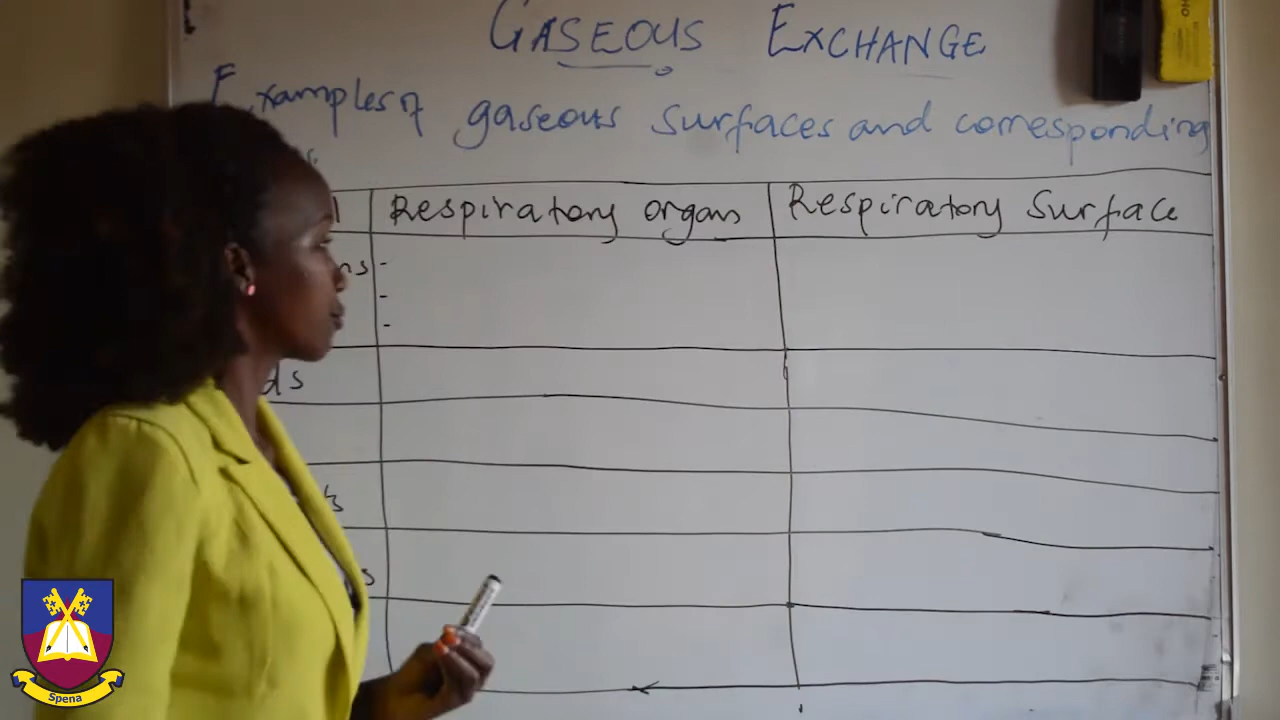 GASEOUS EXCHANGE
Examples of gaseous surfaces and corresponding
Respiratory organs Respiratory Surface
Spena